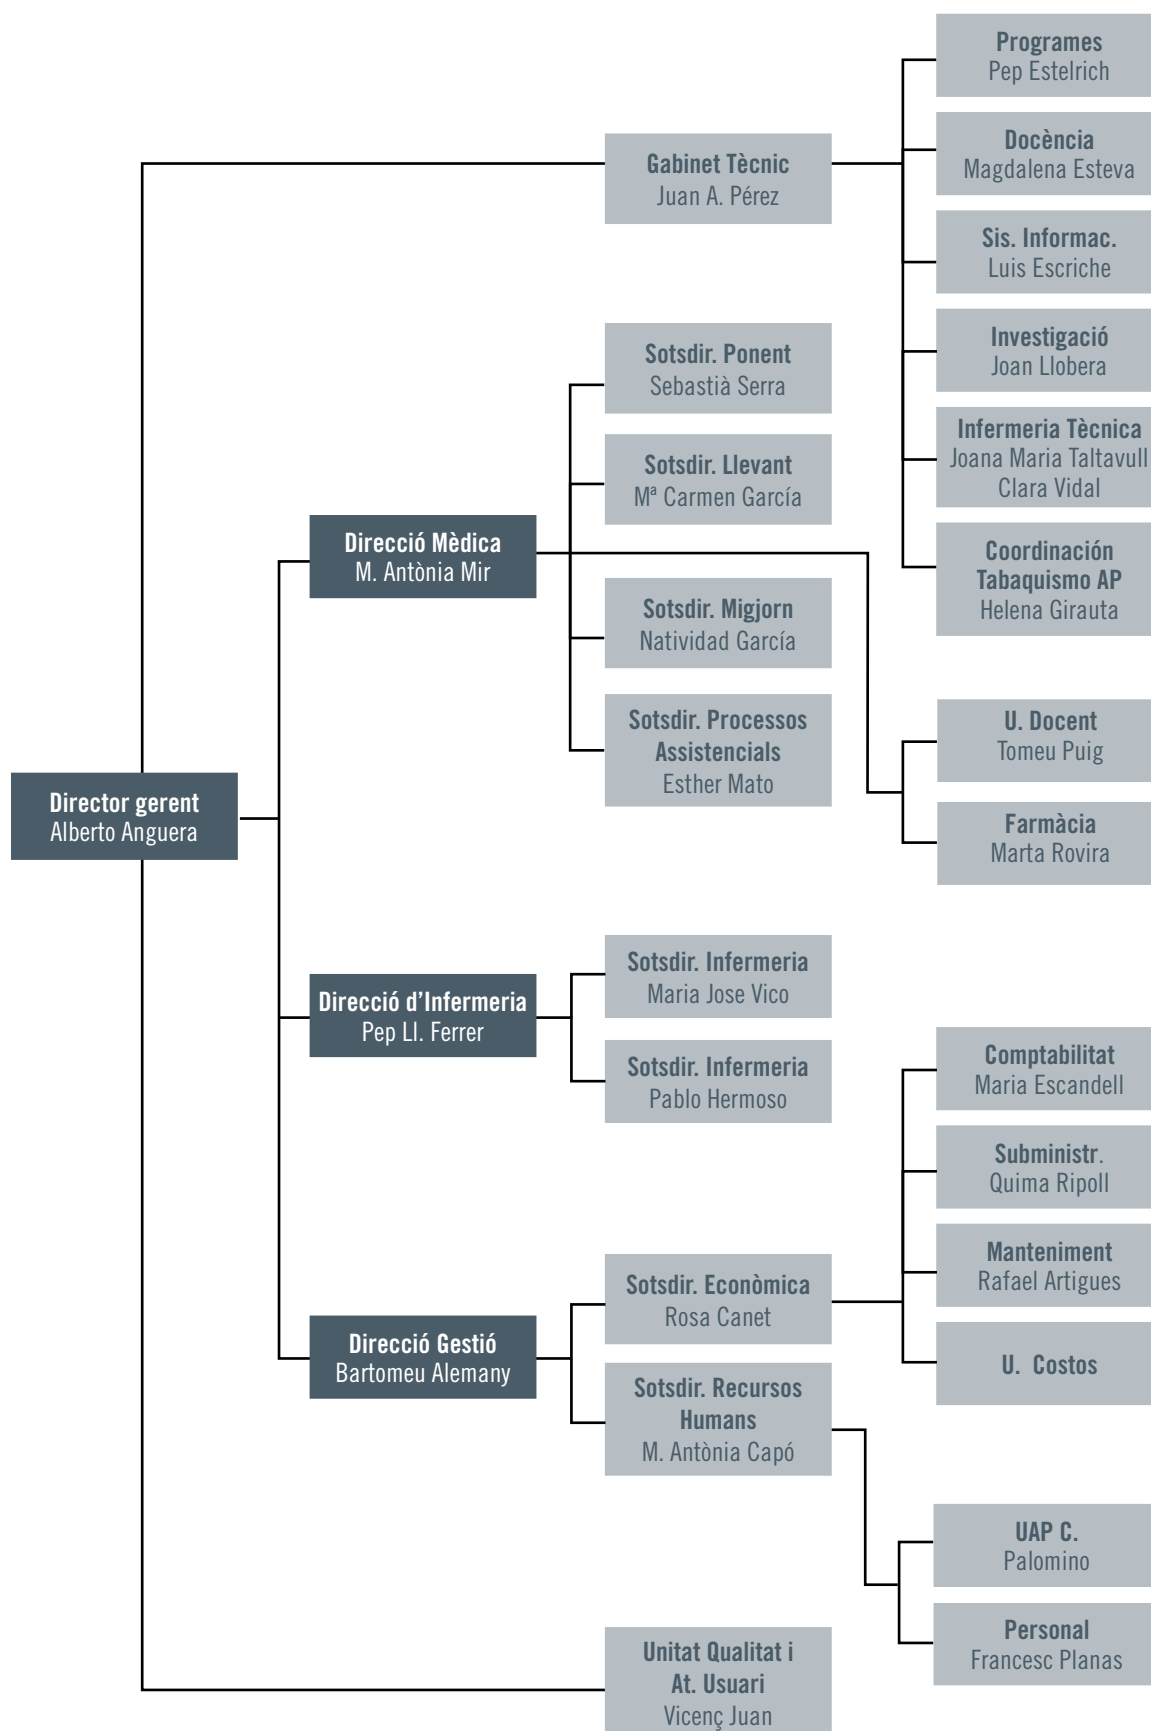 Programes
Pep Estelrich
Docència
Magdalena Esteva
Gabinet Tècnic
Juan A. Pérez
Sis. Informac.
Luis Escriche
Investigació
Joan Llobera
Infermeria Tècnica
Joana Maria Taltavull
Clara Vidal
Coordinación
Tabaquismo AP
Helena Girauta
Sotsdir. Ponent
Sebastià Serra
Sotsdir. Llevant
Mª Carmen García
Direcció Mèdica
M. Antònia Mir
Sotsdir. Migjorn
Natividad García
Sotsdir. Processos
Assistencials
Esther Mato
U. Docent
Tomeu Puig
Farmàcia
Marta Rovira
Director gerent
Alberto Anguera
Direcció d'Infermeria
Pep Ll. Ferrer
Sotsdir. Infermeria
Maria Jose Vico
Sotsdir. Infermeria
Pablo Hermoso
Comptabilitat
Maria Escandell
Subministr.
Quima Ripoll
Manteniment
Rafael Artigues
U. Costos
Sotsdir. Econòmica
Rosa Canet
Direcció Gestió
Bartomeu Alemany
Sotsdir. Recursos
Humans
M. Antònia Capó
UAP C.
Palomino
Personal
Francesc Planas
Unitat Qualitat i
At. Usuari
Vicenç Juan